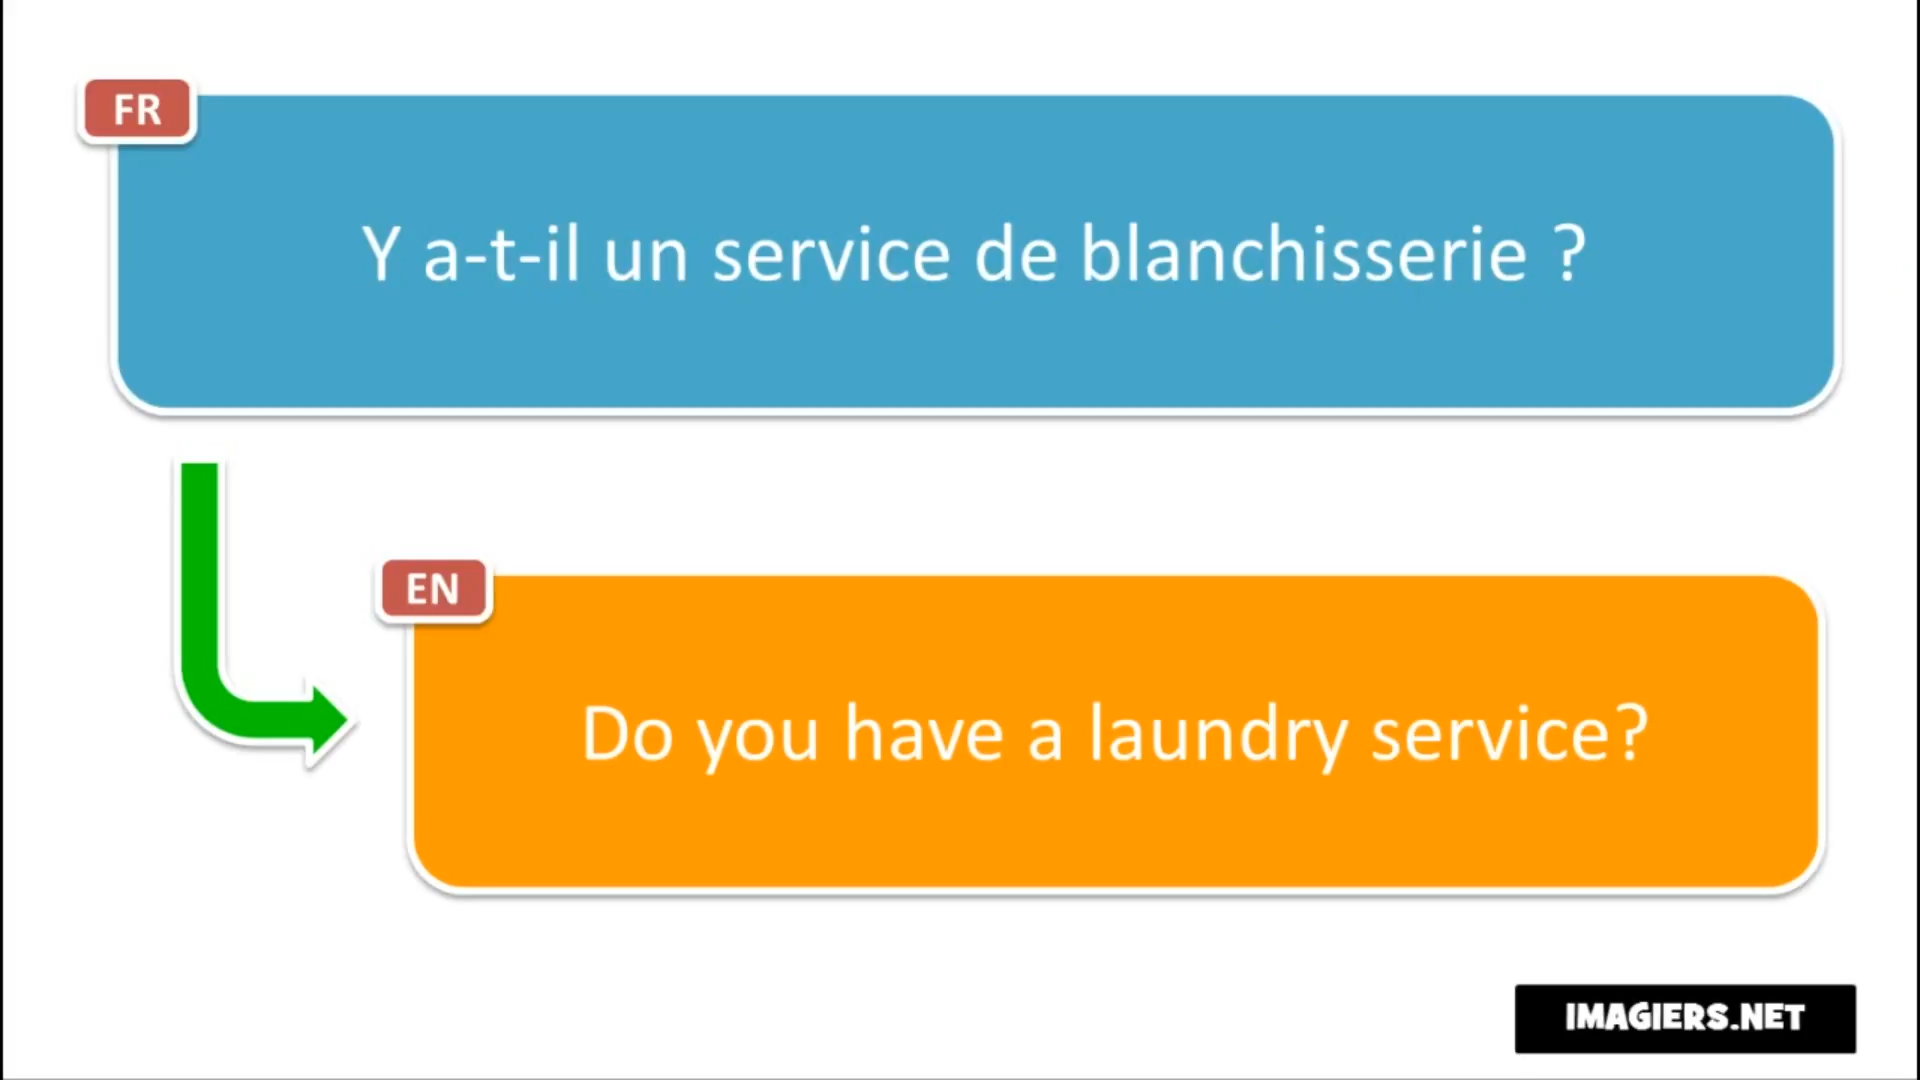 FR
Y a-t-il un service de blanchisserie ?
EN
Do you have a laundry service?
IMAGIERS.NET